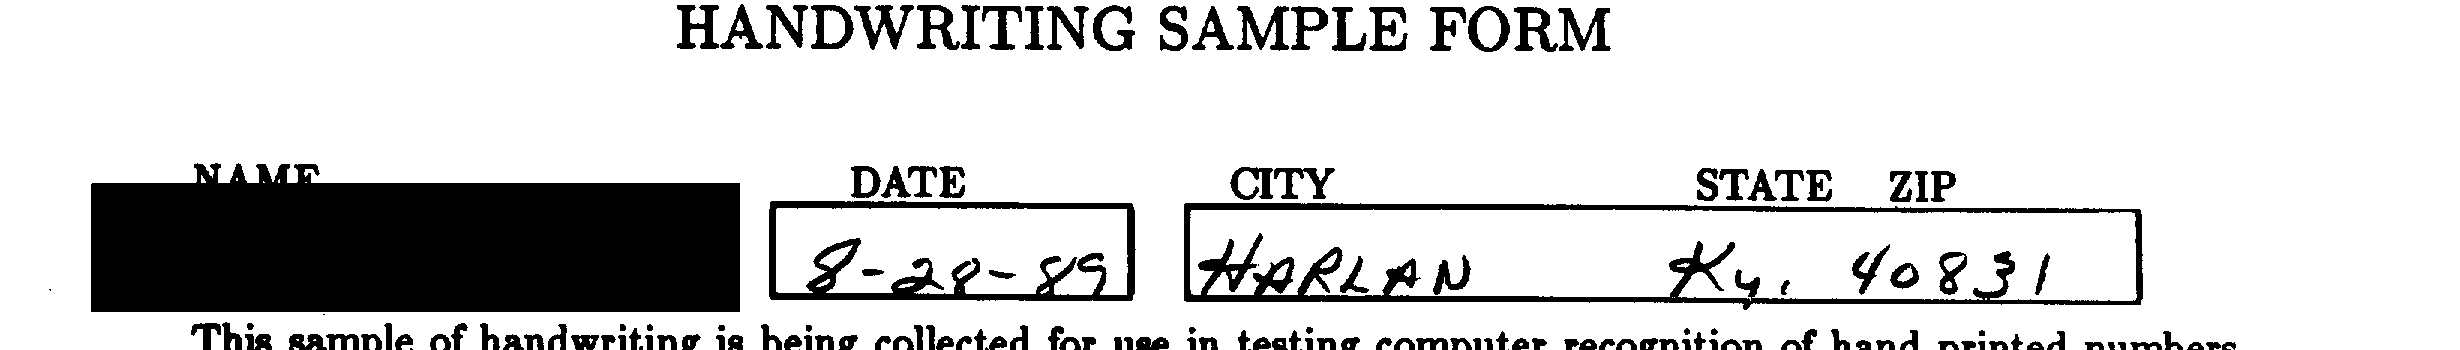 HANDWRITING SAMPLE FORM
NAME DATE CITY STATE ZIP
8-28-89 HARLAN Ky. 40831
This sample of handwriting is being collected for use in testing computer recognition of hand printed numbers